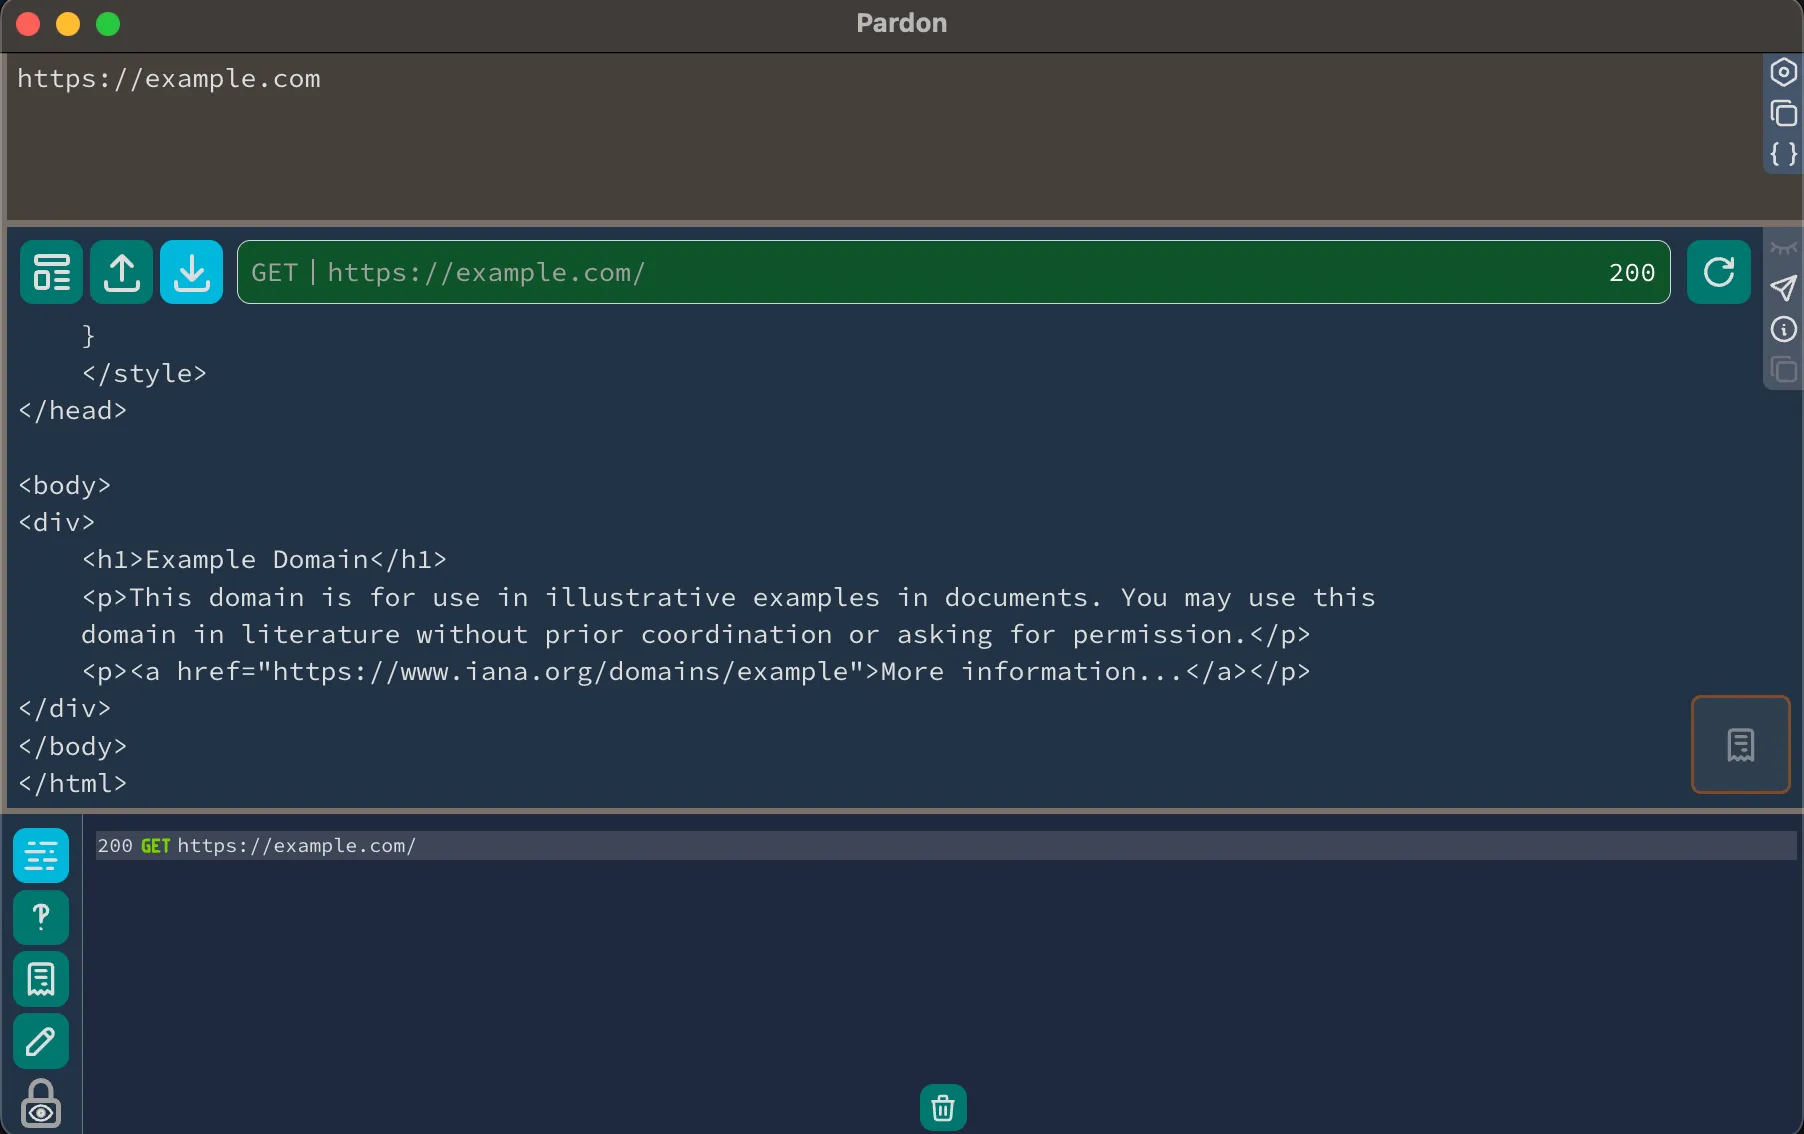 Pardon
https://example.com
{ }
GET | https://example.com/ 200
    }
    </style>
</head>
<body>
<div>
    <h1>Example Domain</h1>
    <p>This domain is for use in illustrative examples in documents. You may use this
    domain in literature without prior coordination or asking for permission.</p>
    <p><a href="https://www.iana.org/domains/example">More information...</a></p>
</div>
</body>
</html>
200 GET https://example.com/